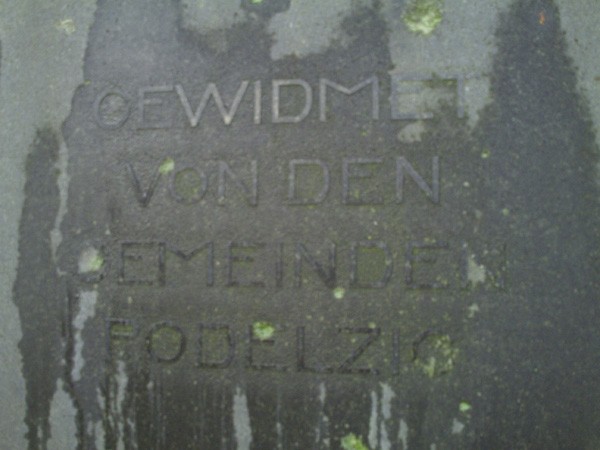 GEWIDMET
VON DEN
GEMEINDEN
PODELZIG